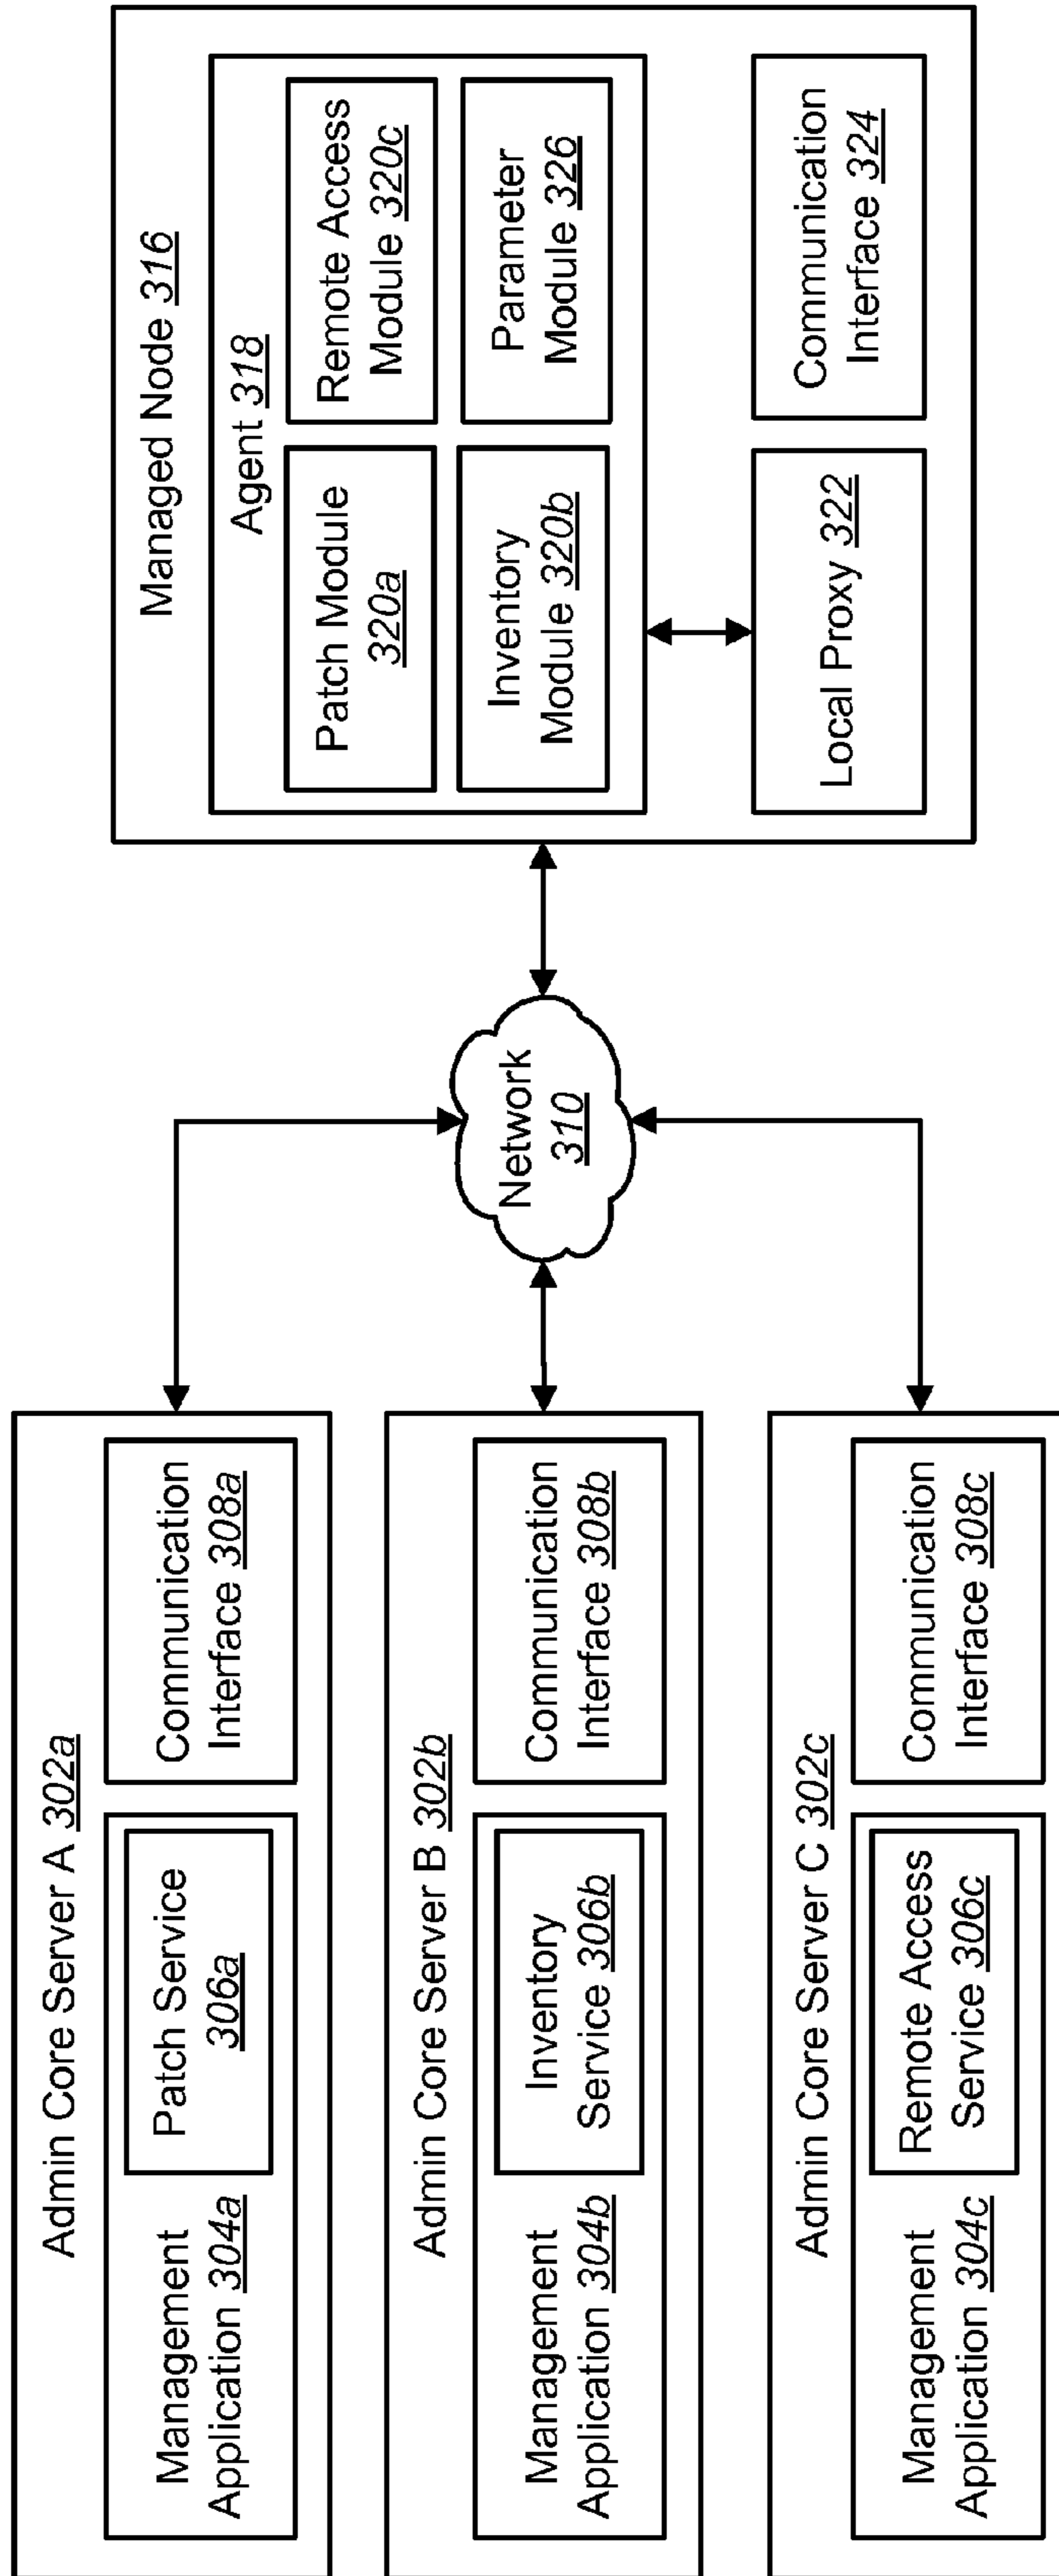 Admin Core Server A 302a
Management
Application 304a
Patch Service
306a
Communication
Interface 308a
Admin Core Server B 302b
Management
Application 304b
Inventory
Service 306b
Communication
Interface 308b
Admin Core Server C 302c
Management
Application 304c
Remote Access
Service 306c
Communication
Interface 308c
Network
310
Managed Node 316
Agent 318
Patch Module
320a
Remote Access
Module 320c
Inventory
Module 320b
Parameter
Module 326
Local Proxy 322
Communication
Interface 324